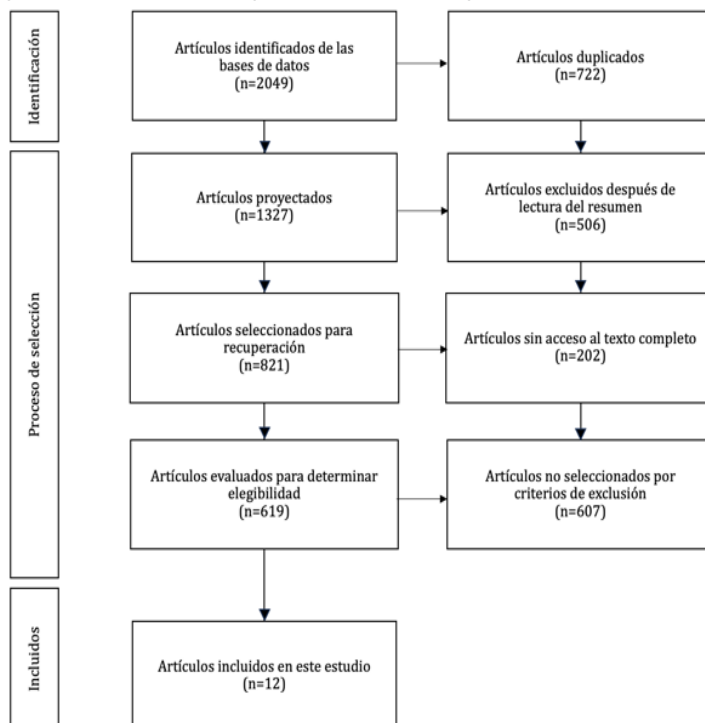 Identificación
Artículos identificados de las
bases de datos
(n=2049)
Artículos duplicados
(n=722)
Proceso de selección
Artículos proyectados
(n=1327)
Artículos excluidos después de
lectura del resumen
(n=506)
Artículos seleccionados para
recuperación
(n=821)
Artículos sin acceso al texto completo
(n=202)
Artículos evaluados para determinar
elegibilidad
(n=619)
Artículos no seleccionados por
criterios de exclusión
(n=607)
Incluidos
Artículos incluidos en este estudio
(n=12)